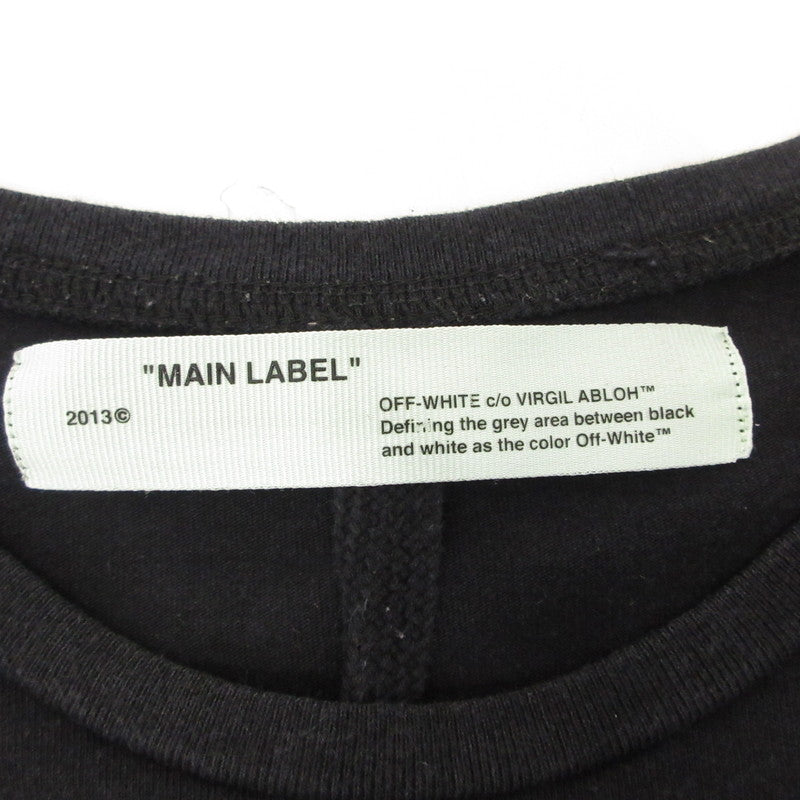 "MAIN LABEL"
2013©
OFF-WHITE c/o VIRGIL ABLOH™
Defining the grey area between black
and white as the color Off-White™